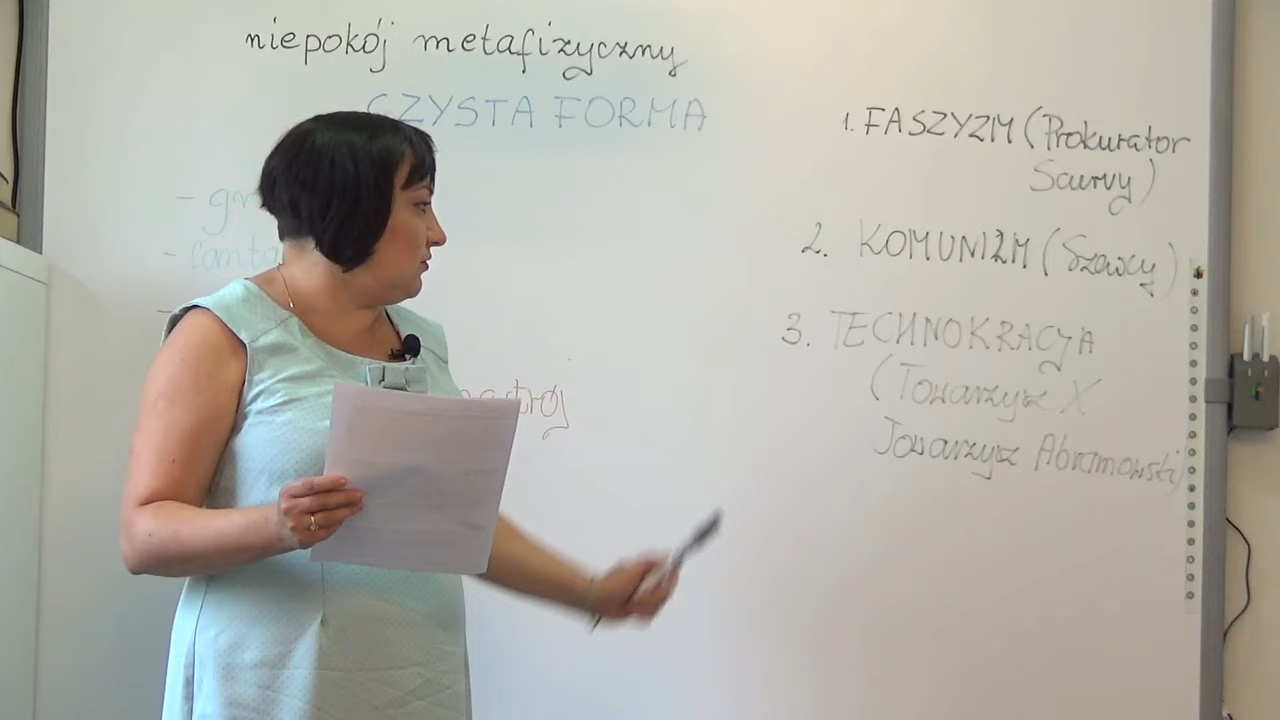 niepokój metafizyczny
CZYSTA FORMA
1. FASZYZM (Prokurator
Scurvy)
2. KOMUNIZM (Szewcy)
3. TECHNOKRACJA
(Towarzysz X
Towarzysz Abramowski)